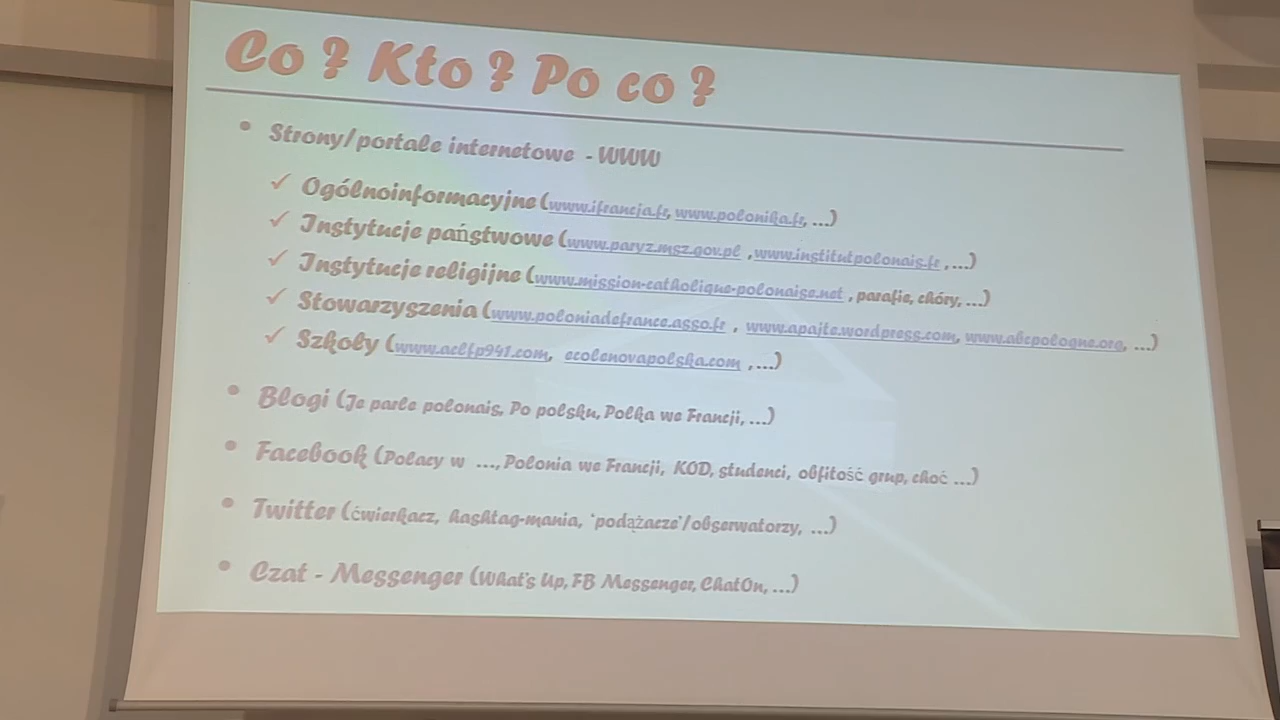 Co ? Kto ? Po co ?
• Strony/portale internetowe - WWW
✓ Ogólnoinformacyjne (www.ifrancja.fr, www.polonika.fr, ...)
✓ Instytucje państwowe (www.paryz.msz.gov.pl ,www.institutpolonais.fr , ...)
✓ Instytucje religijne (www.mission-catholique-polonaise.net , parafie, chóry, ...)
✓ Stowarzyszenia (www.poloniadefrance.asso.fr , www.apajte.wordpress.com, www.abcpologne.org, ...)
✓ Szkoły (www.aclfp941.com, ecolenovapolska.com , ...)
• Blogi (Je parle polonais, Po polsku, Polka we Francji, ...)
• Facebook (Polacy w ..., Polonia we Francji, KOD, studenci, obfitość grup, choć ...)
• Twitter (ćwierkacz, hashtag-mania, 'podążacze'/obserwatorzy, ...)
• Czat - Messenger (What's Up, FB Messenger, ChatOn, ...)